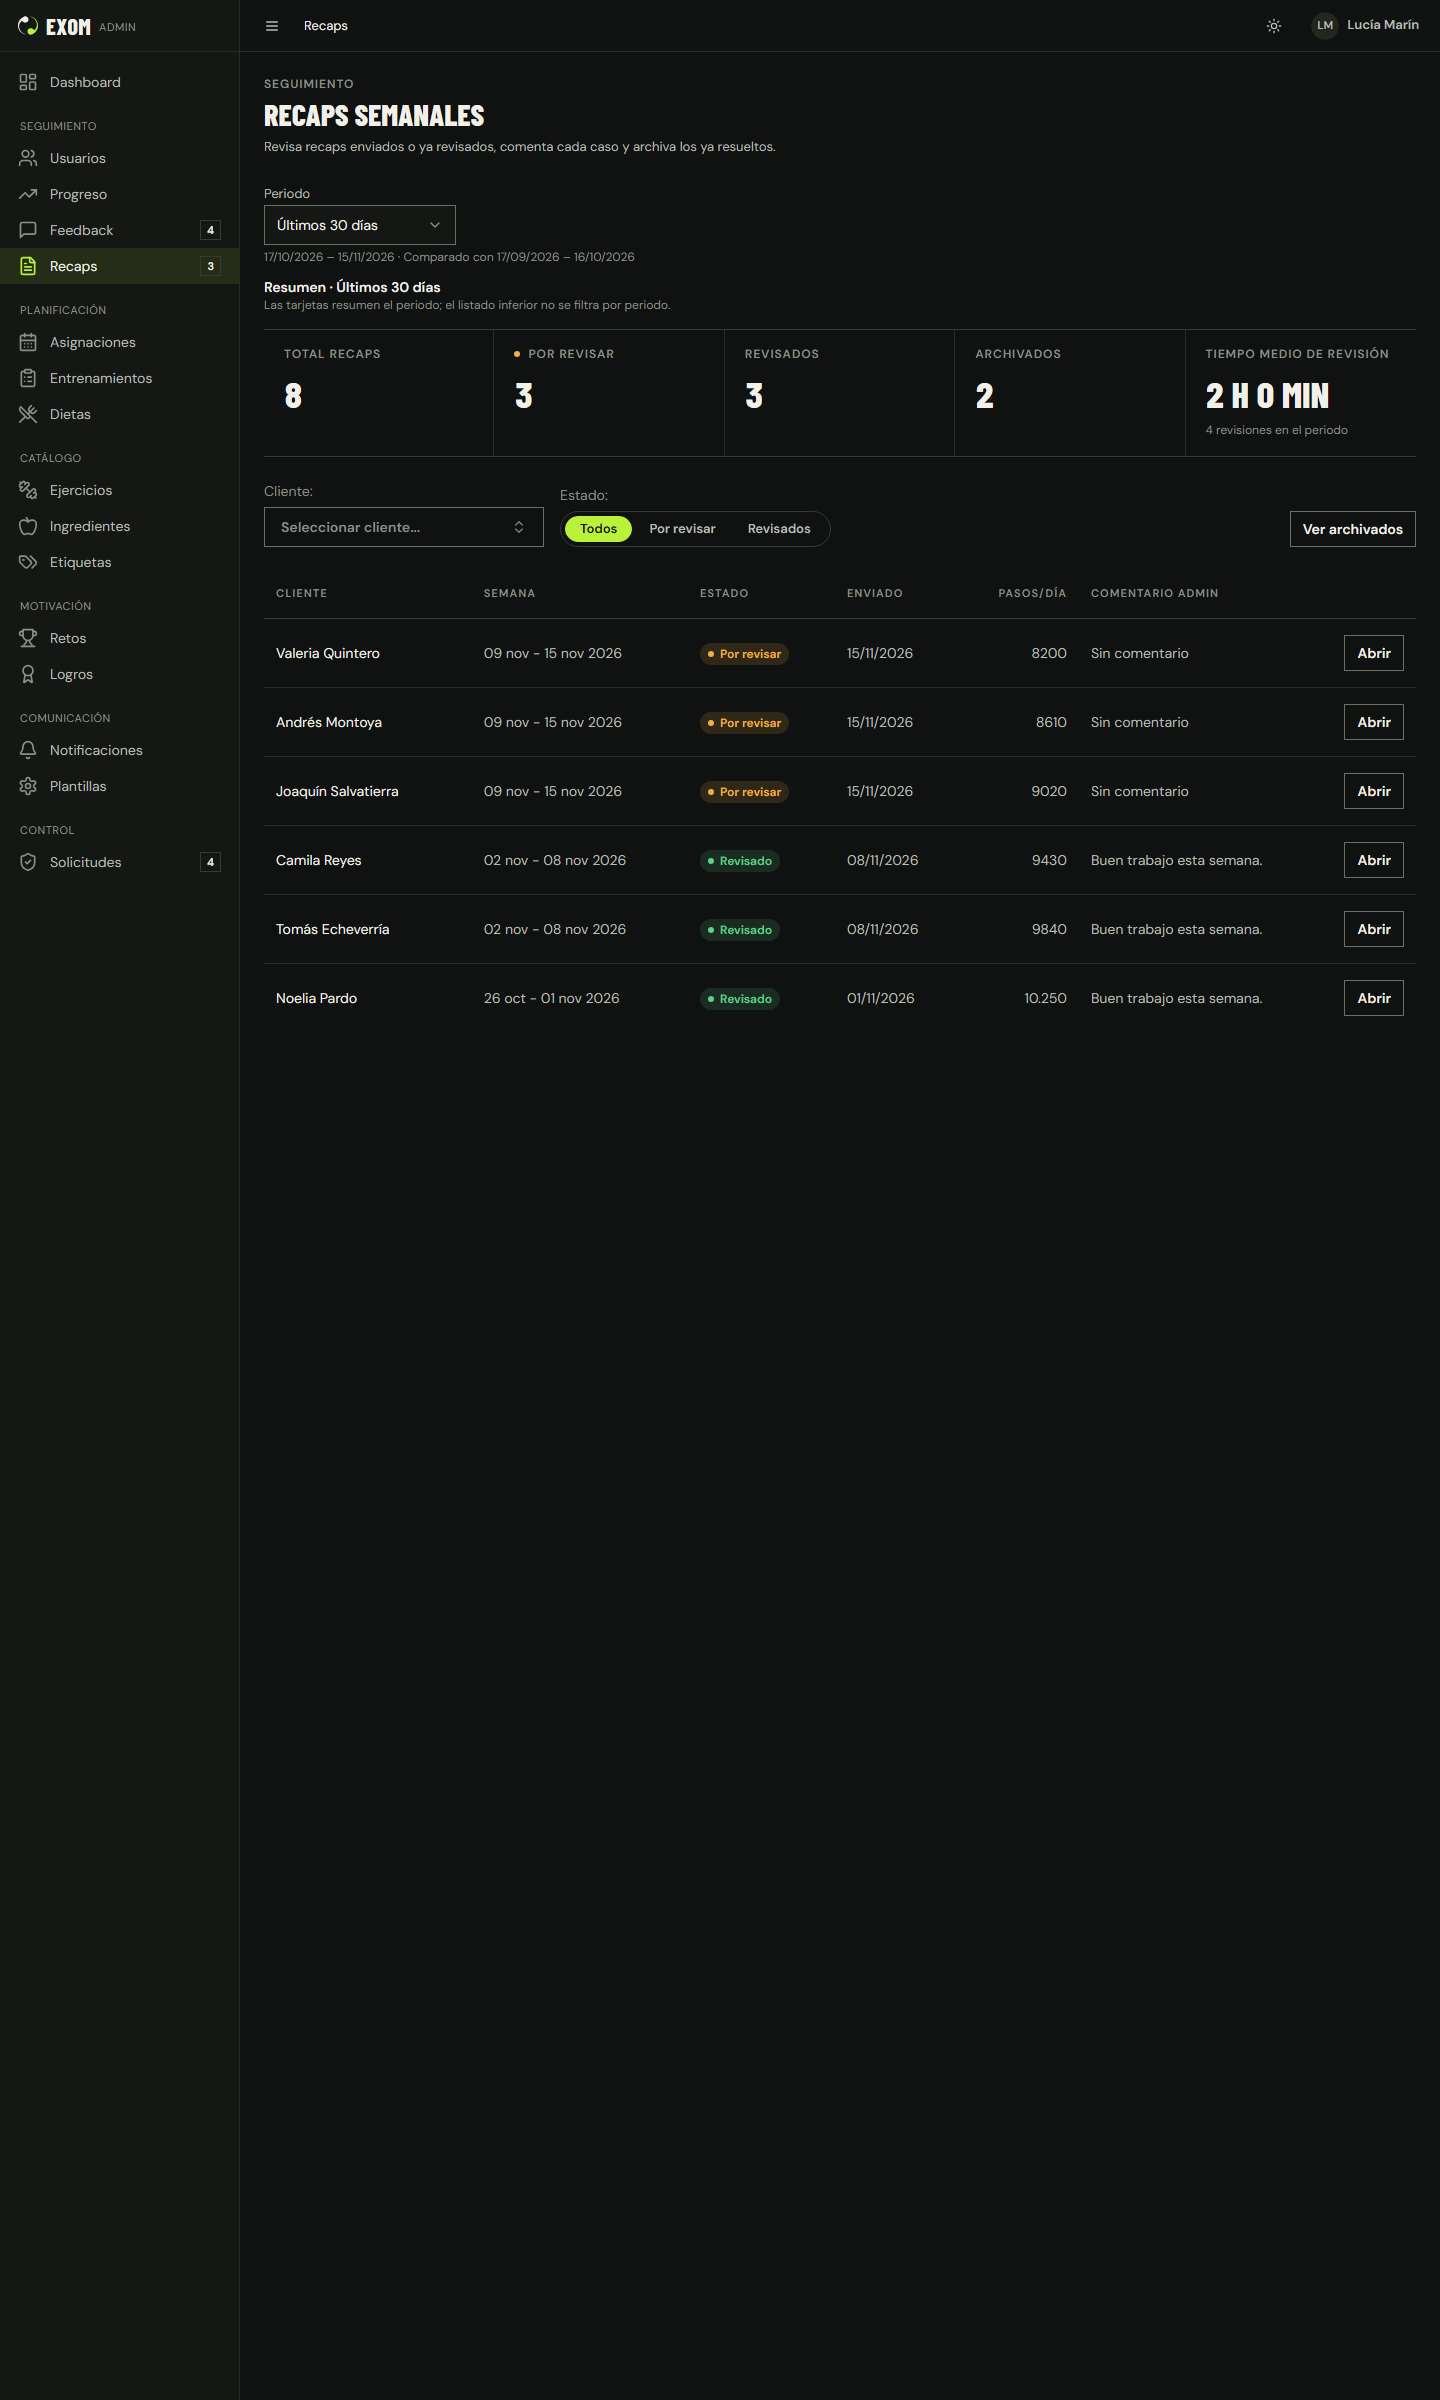 EXOM ADMIN
Recaps
LM Lucía Marín
Dashboard
SEGUIMIENTO
Usuarios
Progreso
Feedback 4
Recaps 3
PLANIFICACIÓN
Asignaciones
Entrenamientos
Dietas
CATÁLOGO
Ejercicios
Ingredientes
Etiquetas
MOTIVACIÓN
Retos
Logros
COMUNICACIÓN
Notificaciones
Plantillas
CONTROL
Solicitudes 4
SEGUIMIENTO
RECAPS SEMANALES
Revisa recaps enviados o ya revisados, comenta cada caso y archiva los ya resueltos.
Periodo
Últimos 30 días
17/10/2026 – 15/11/2026 · Comparado con 17/09/2026 – 16/10/2026
Resumen · Últimos 30 días
Las tarjetas resumen el periodo; el listado inferior no se filtra por periodo.
TOTAL RECAPS
8
POR REVISAR
3
REVISADOS
3
ARCHIVADOS
2
TIEMPO MEDIO DE REVISIÓN
2 H 0 MIN
4 revisiones en el periodo
Cliente:
Seleccionar cliente...
Estado:
Todos Por revisar Revisados
Ver archivados
CLIENTE SEMANA ESTADO ENVIADO PASOS/DÍA COMENTARIO ADMIN
Valeria Quintero 09 nov - 15 nov 2026 Por revisar 15/11/2026 8200 Sin comentario Abrir
Andrés Montoya 09 nov - 15 nov 2026 Por revisar 15/11/2026 8610 Sin comentario Abrir
Joaquín Salvatierra 09 nov - 15 nov 2026 Por revisar 15/11/2026 9020 Sin comentario Abrir
Camila Reyes 02 nov - 08 nov 2026 Revisado 08/11/2026 9430 Buen trabajo esta semana. Abrir
Tomás Echeverría 02 nov - 08 nov 2026 Revisado 08/11/2026 9840 Buen trabajo esta semana. Abrir
Noelia Pardo 26 oct - 01 nov 2026 Revisado 01/11/2026 10.250 Buen trabajo esta semana. Abrir